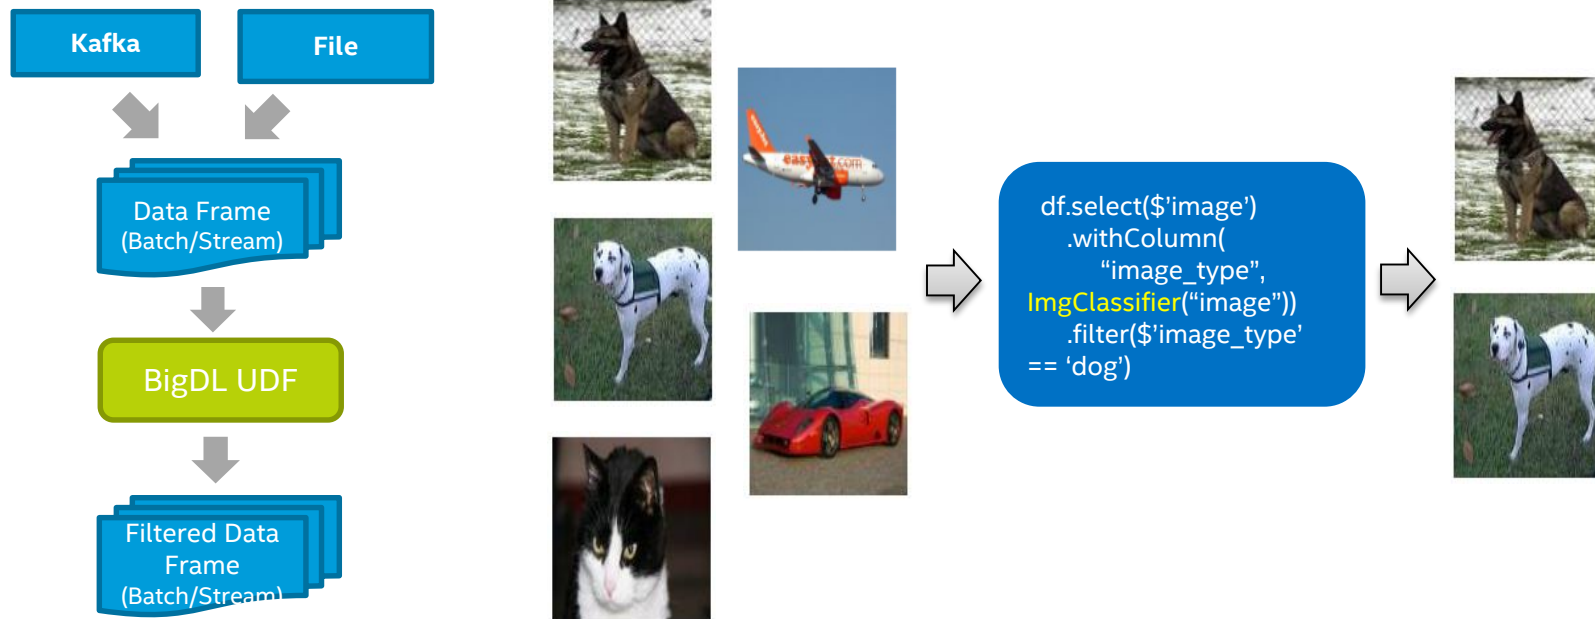 Kafka
File
Data Frame
(Batch/Stream)
BigDL UDF
Filtered Data
Frame
(Batch/Stream)
df.select($’image’)
.withColumn(
“image_type”,
ImgClassifier(“image”))
.filter($’image_type'
== ‘dog’)